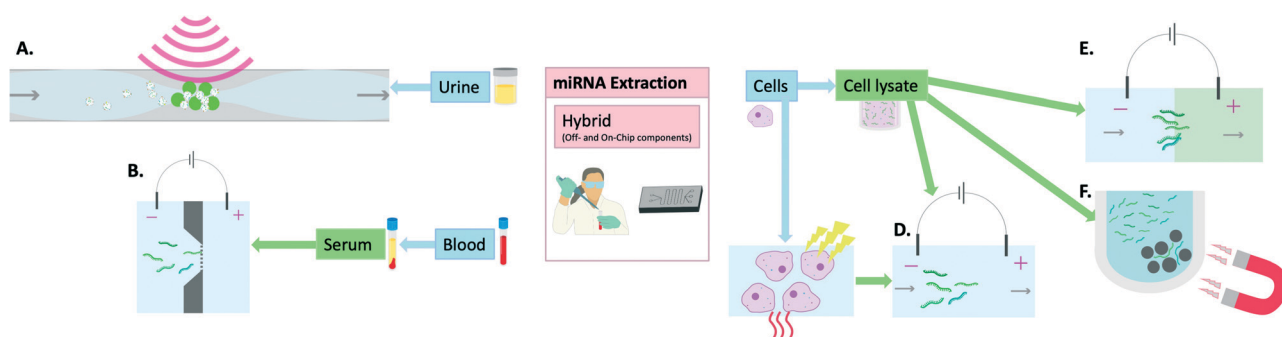 A.
Urine
B.
− +
Serum
Blood
miRNA Extraction
Hybrid
(Off- and On-Chip components)
Cells
Cell lysate
D.
− +
E.
− +
F.